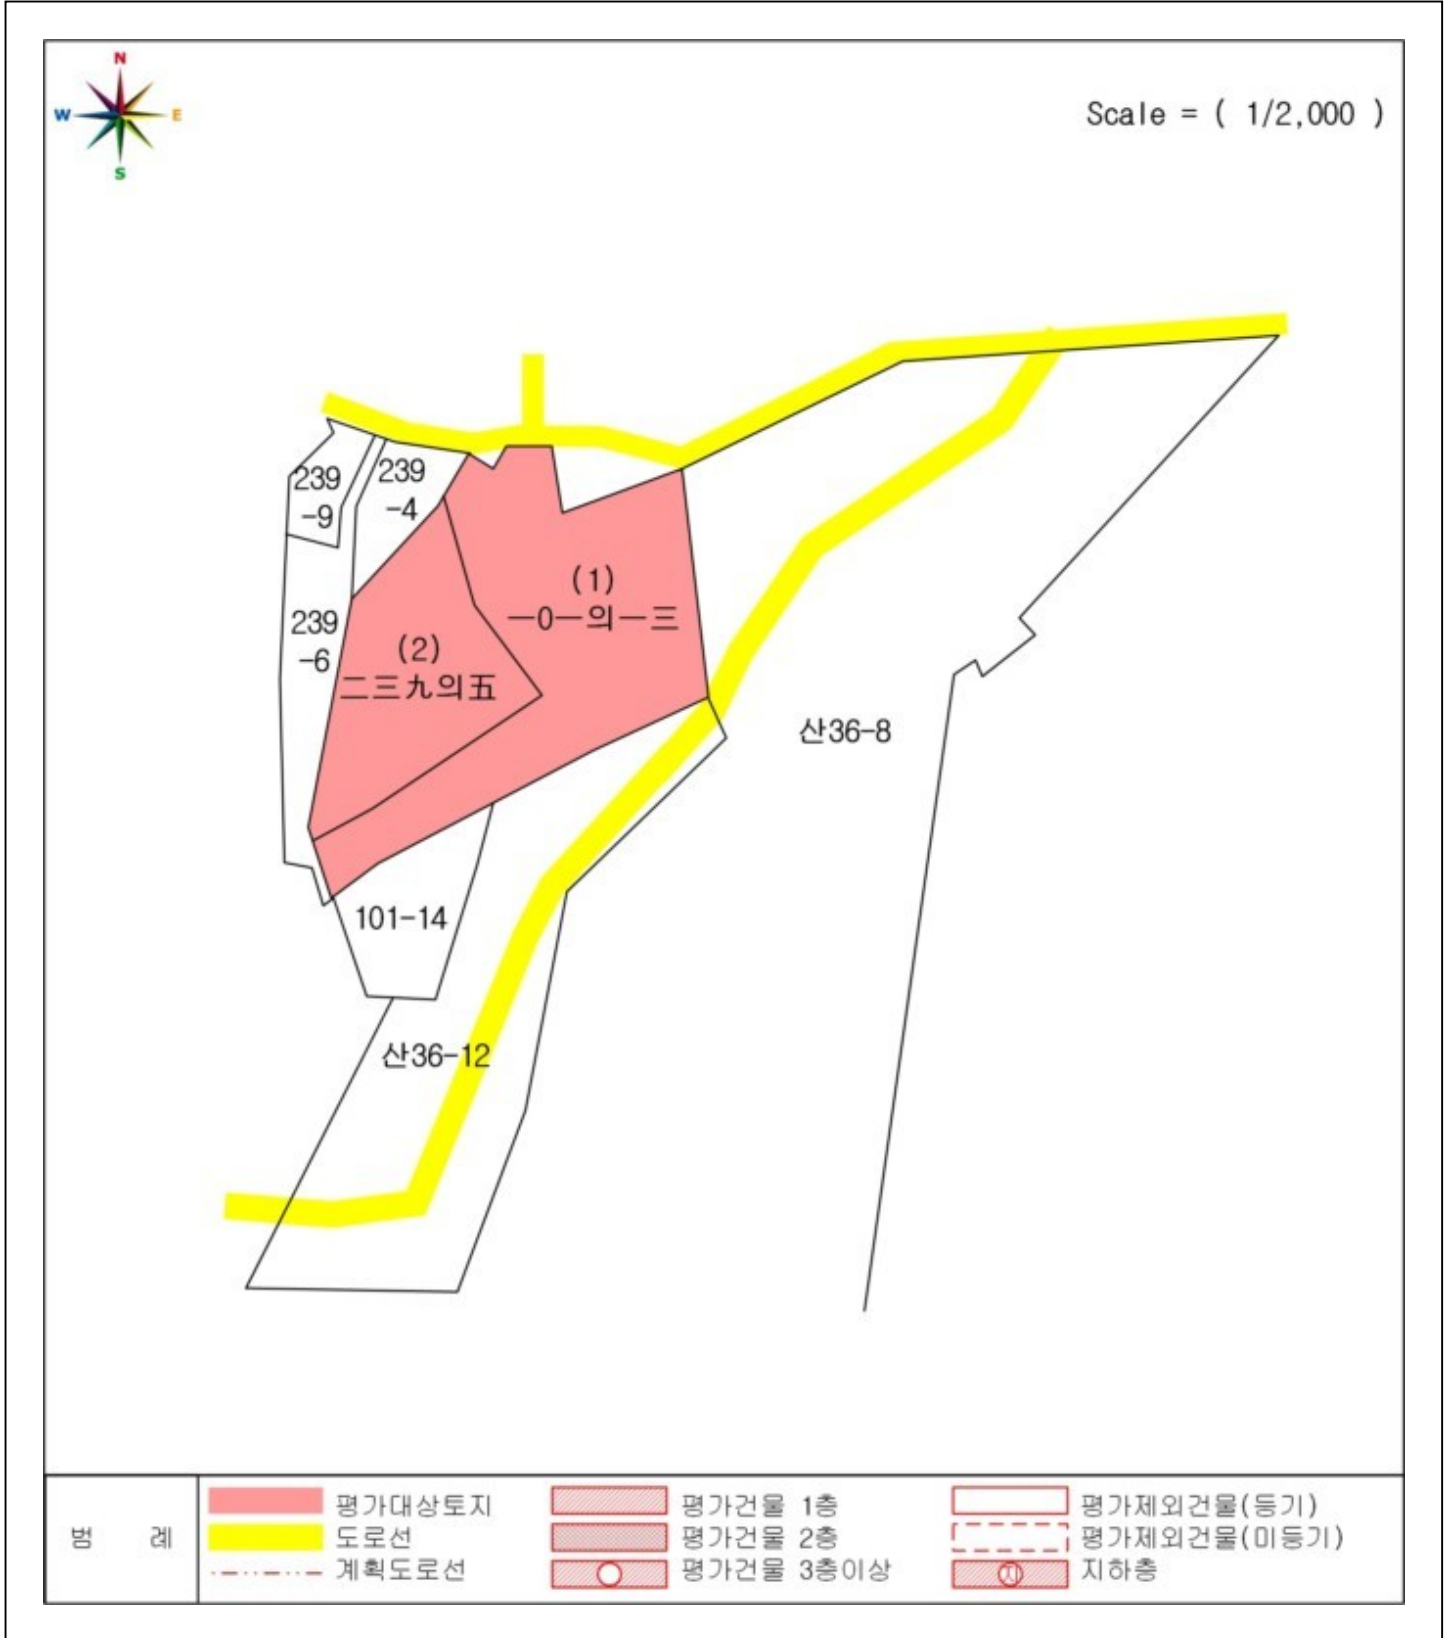 N
W E
S
Scale = ( 1/2,000 )
239
-9
239
-4
(1)
一0一의一三
239
-6
(2)
二三九의五
산36-8
101-14
산36-12
범 례
평가대상토지
도로선
계획도로선
평가건물 1층
평가건물 2층
평가건물 3층이상
평가제외건물(등기)
평가제외건물(미등기)
지 지하층